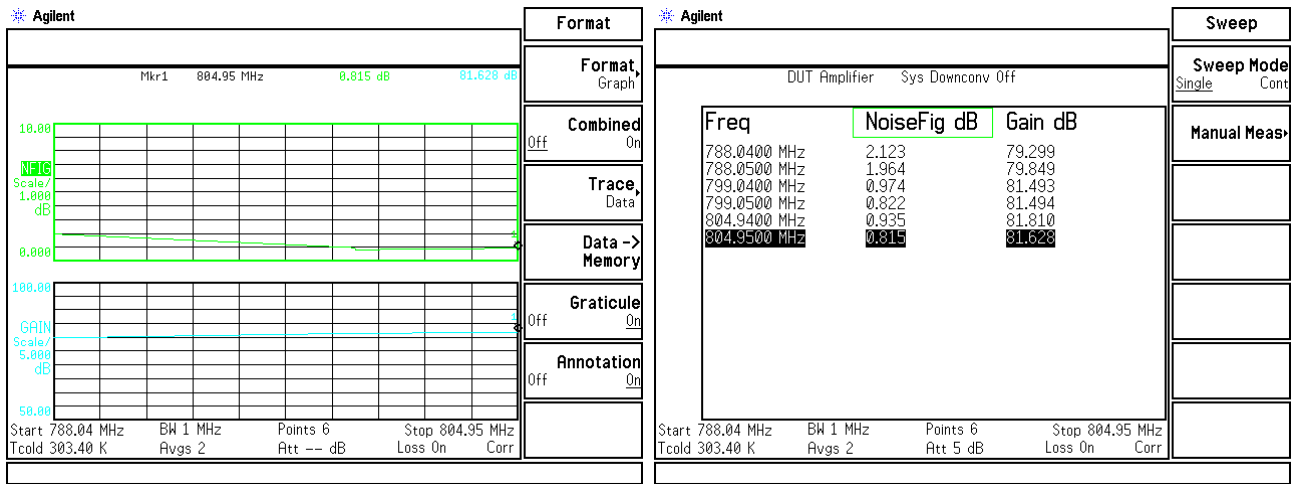 Agilent
Format
Mkr1 804.95 MHz 0.815 dB 81.628 dB
Format
Graph
10.00
Combined
Off On
NFIG
Scale/
1.000
dB
Trace
Data
0.000
1
Data ->
Memory
100.00
Graticule
Off On
GAIN
Scale/
5.000
dB
1
Annotation
Off On
50.00
Start 788.04 MHz BW 1 MHz Points 6 Stop 804.95 MHz
Tcold 303.40 K Avgs 2 Att -- dB Loss On Corr
Agilent
Sweep
DUT Amplifier Sys Downconv Off
Sweep Mode
Single Cont
Manual Meas
Freq NoiseFig dB Gain dB
788.0400 MHz 2.123 79.299
788.0500 MHz 1.964 79.849
799.0400 MHz 0.974 81.493
799.0500 MHz 0.822 81.494
804.9400 MHz 0.935 81.810
804.9500 MHz 0.815 81.628
Start 788.04 MHz BW 1 MHz Points 6 Stop 804.95 MHz
Tcold 303.40 K Avgs 2 Att 5 dB Loss On Corr